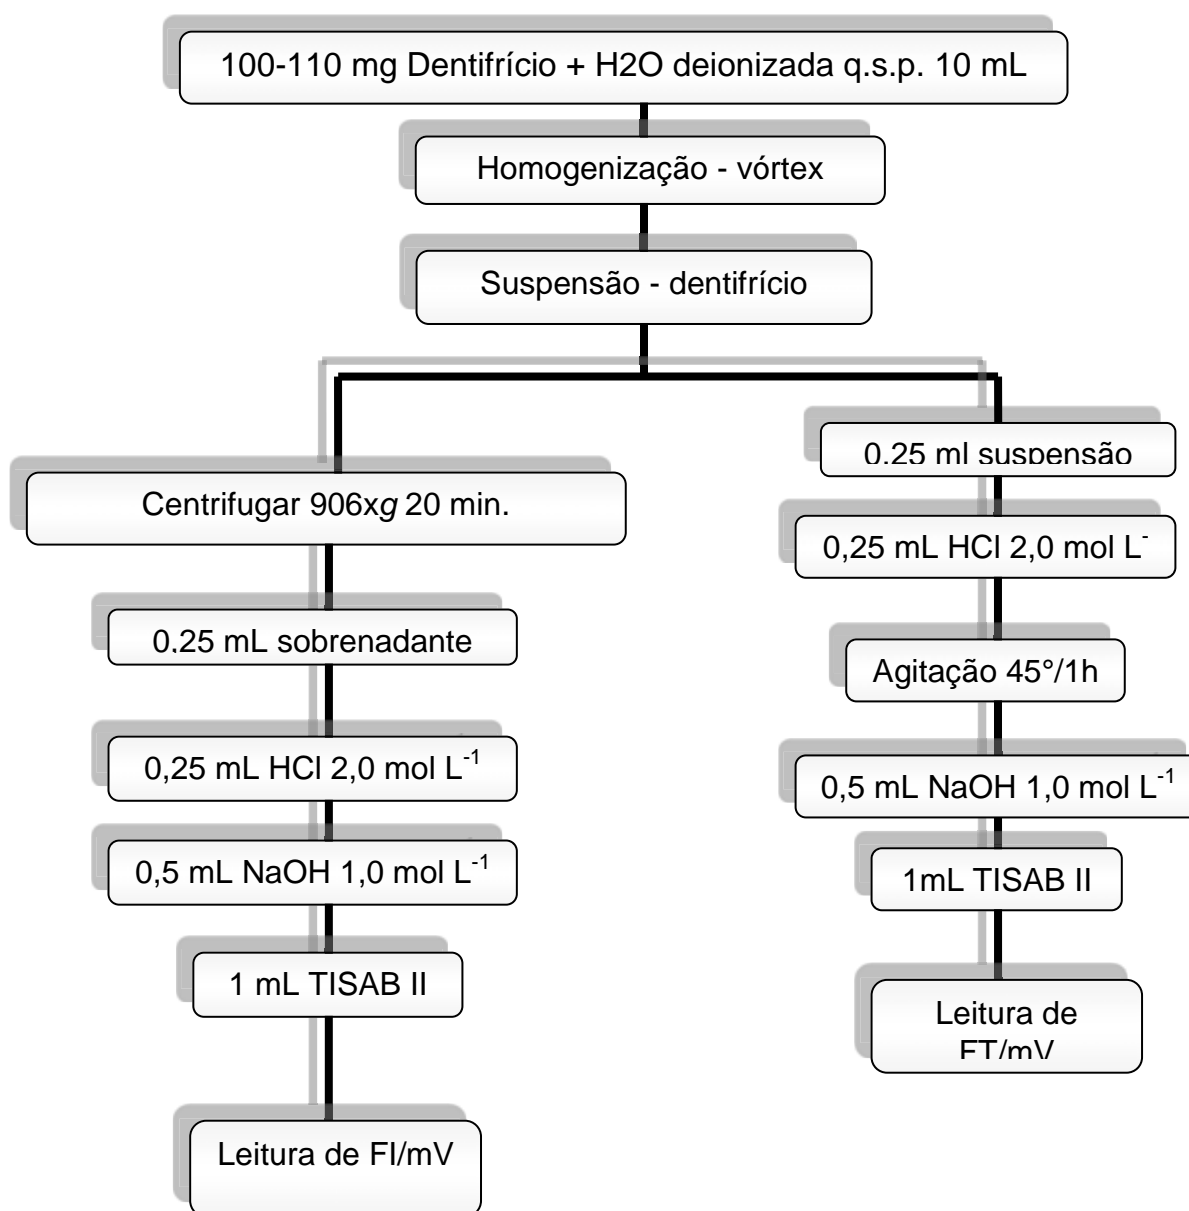 100-110 mg Dentifrício + H2O deionizada q.s.p. 10 mL
Homogenização - vórtex
Suspensão - dentifrício
Centrifugar 906xg 20 min.
0,25 mL sobrenadante
0,25 mL HCl 2,0 mol L⁻¹
0,5 mL NaOH 1,0 mol L⁻¹
1 mL TISAB II
Leitura de FI/mV
0,25 ml suspensão
0,25 mL HCl 2,0 mol L⁻
Agitação 45°/1h
0,5 mL NaOH 1,0 mol L⁻¹
1mL TISAB II
Leitura de
FT/mV